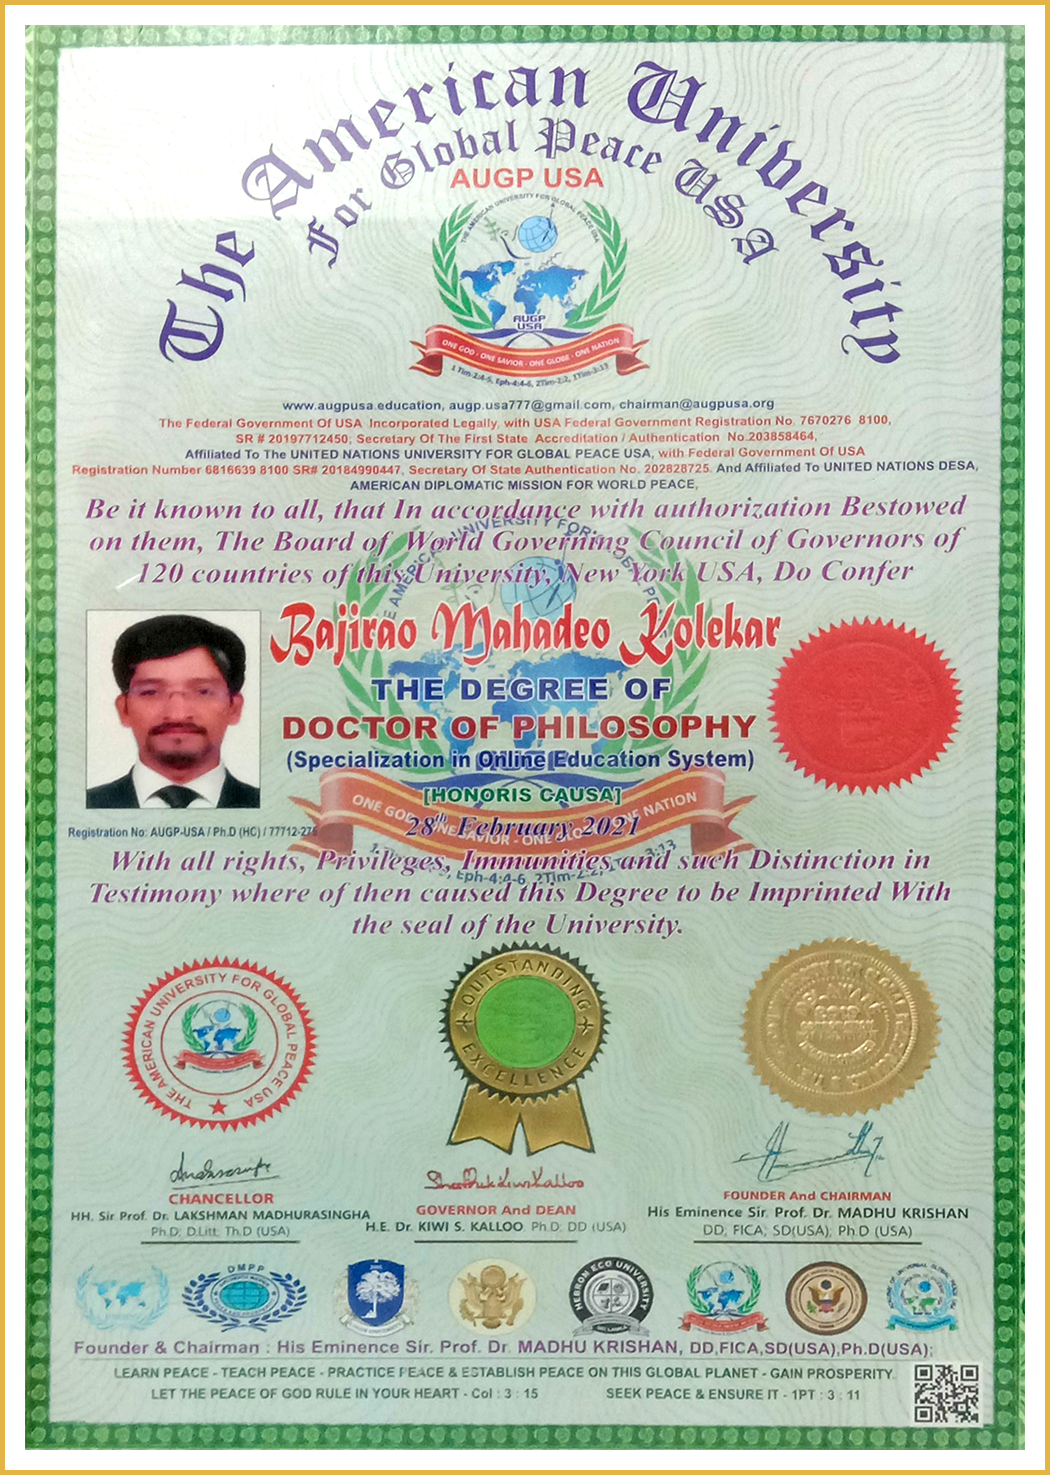 The American University
For Global Peace USA
AUGP USA
THE AMERICAN UNIVERSITY FOR GLOBAL PEACE USA
AUGP
USA
ONE GOD - ONE SAVIOR - ONE GLOBE - ONE NATION
1 Tim-2:4-5, Eph-4:4-6, 2Tim-2:2, 1Tim-3:13
www.augpusa.education, augp.usa777@gmail.com, chairman@augpusa.org
The Federal Government Of USA Incorporated Legally, with USA Federal Government Registration No. 7670276 8100,
SR # 20197712450, Secretary Of The First State Accreditation / Authentication No.203858464,
Affiliated To The UNITED NATIONS UNIVERSITY FOR GLOBAL PEACE USA, with Federal Government Of USA
Registration Number 6816639 8100 SR# 20184990447, Secretary Of State Authentication No. 202828725. And Affiliated To UNITED NATIONS DESA,
AMERICAN DIPLOMATIC MISSION FOR WORLD PEACE,
Be it known to all, that In accordance with authorization Bestowed
on them, The Board of World Governing Council of Governors of
120 countries of this University, New York USA, Do Confer
Bajirao Mahadeo Kolekar
THE DEGREE OF
DOCTOR OF PHILOSOPHY
(Specialization in Online Education System)
[HONORIS CAUSA]
28th February 2021
Registration No: AUGP-USA / Ph.D (HC) / 77712-276
With all rights, Privileges, Immunities and such Distinction in
Testimony where of then caused this Degree to be Imprinted With
the seal of the University.
THE AMERICAN UNIVERSITY FOR GLOBAL PEACE USA
OUTSTANDING
EXCELLENCE
CHANCELLOR
HH. Sir Prof. Dr. LAKSHMAN MADHURASINGHA
Ph.D, D.Litt, Th.D (USA)
GOVERNOR And DEAN
H.E. Dr. KIWI S. KALLOO, Ph.D, DD (USA)
FOUNDER And CHAIRMAN
His Eminence Sir. Prof. Dr. MADHU KRISHAN
DD, FICA, SD(USA), Ph.D (USA)
DMPP
HEBRON ECO UNIVERSITY
Founder & Chairman : His Eminence Sir. Prof. Dr. MADHU KRISHAN, DD,FICA,SD(USA),Ph.D(USA);
LEARN PEACE - TEACH PEACE - PRACTICE PEACE & ESTABLISH PEACE ON THIS GLOBAL PLANET - GAIN PROSPERITY.
LET THE PEACE OF GOD RULE IN YOUR HEART - Col : 3 : 15 SEEK PEACE & ENSURE IT - 1PT : 3 : 11